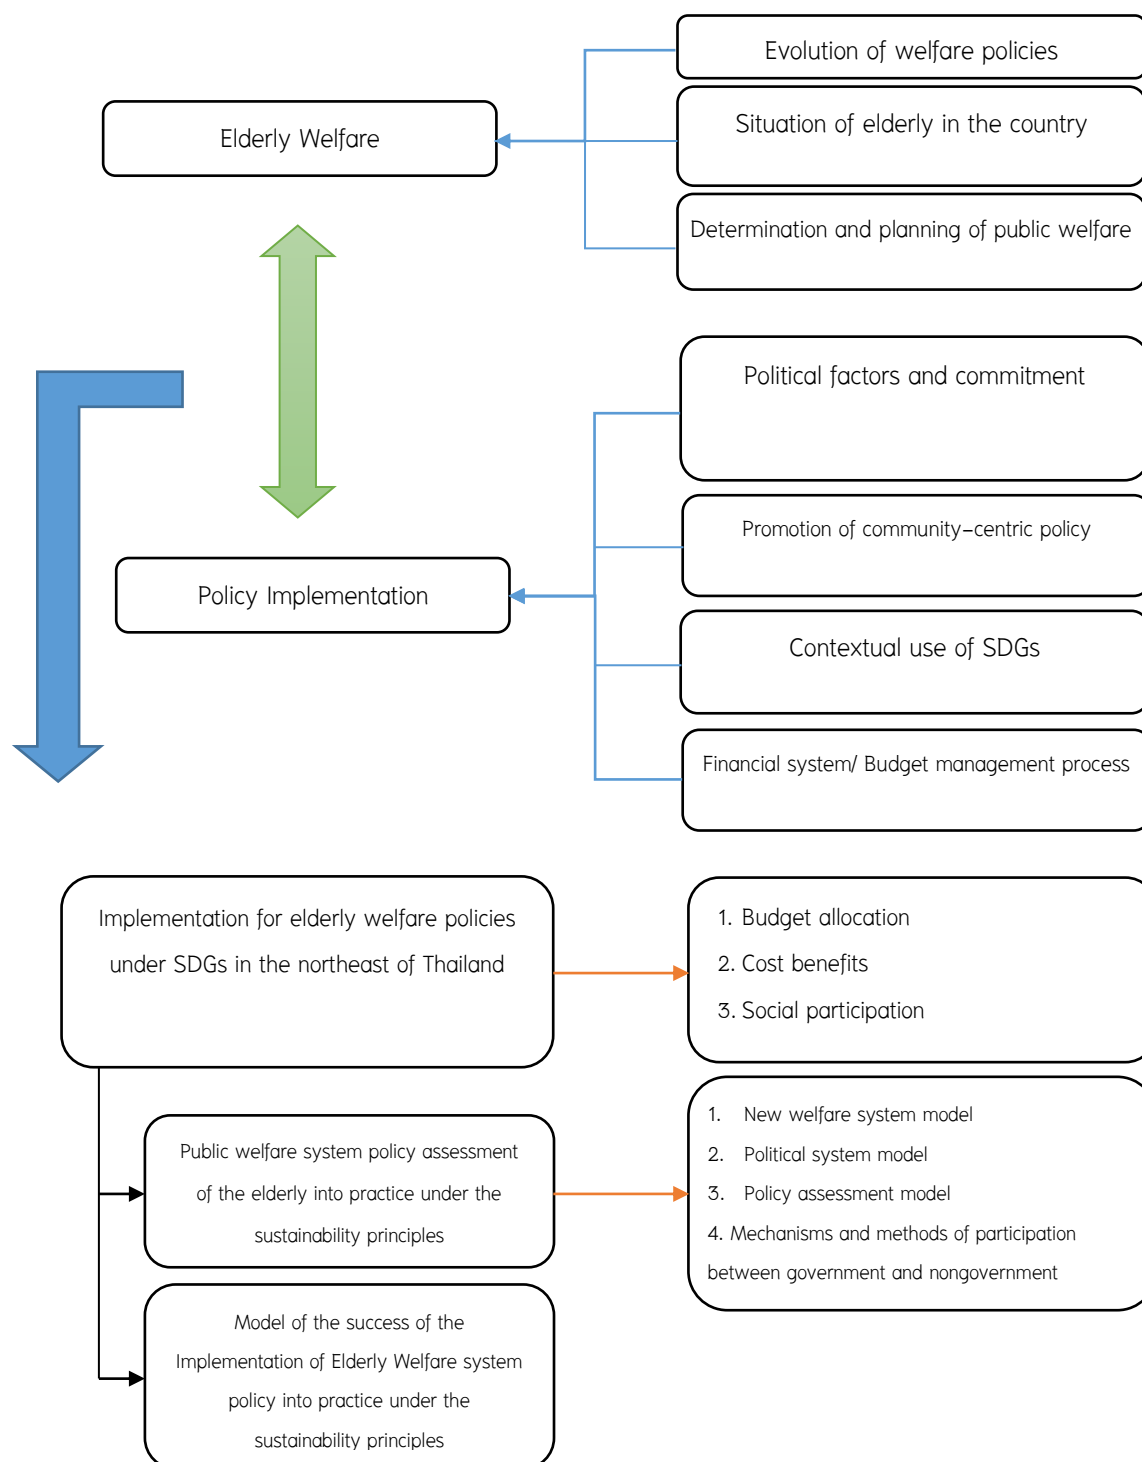 Evolution of welfare policies
Elderly Welfare
Situation of elderly in the country
Determination and planning of public welfare
Political factors and commitment
Promotion of community-centric policy
Policy Implementation
Contextual use of SDGs
Financial system/ Budget management process
Implementation for elderly welfare policies
under SDGs in the northeast of Thailand
1. Budget allocation
2. Cost benefits
3. Social participation
Public welfare system policy assessment
of the elderly into practice under the
sustainability principles
1. New welfare system model
2. Political system model
3. Policy assessment model
4. Mechanisms and methods of participation
between government and nongovernment
Model of the success of the
Implementation of Elderly Welfare system
policy into practice under the
sustainability principles